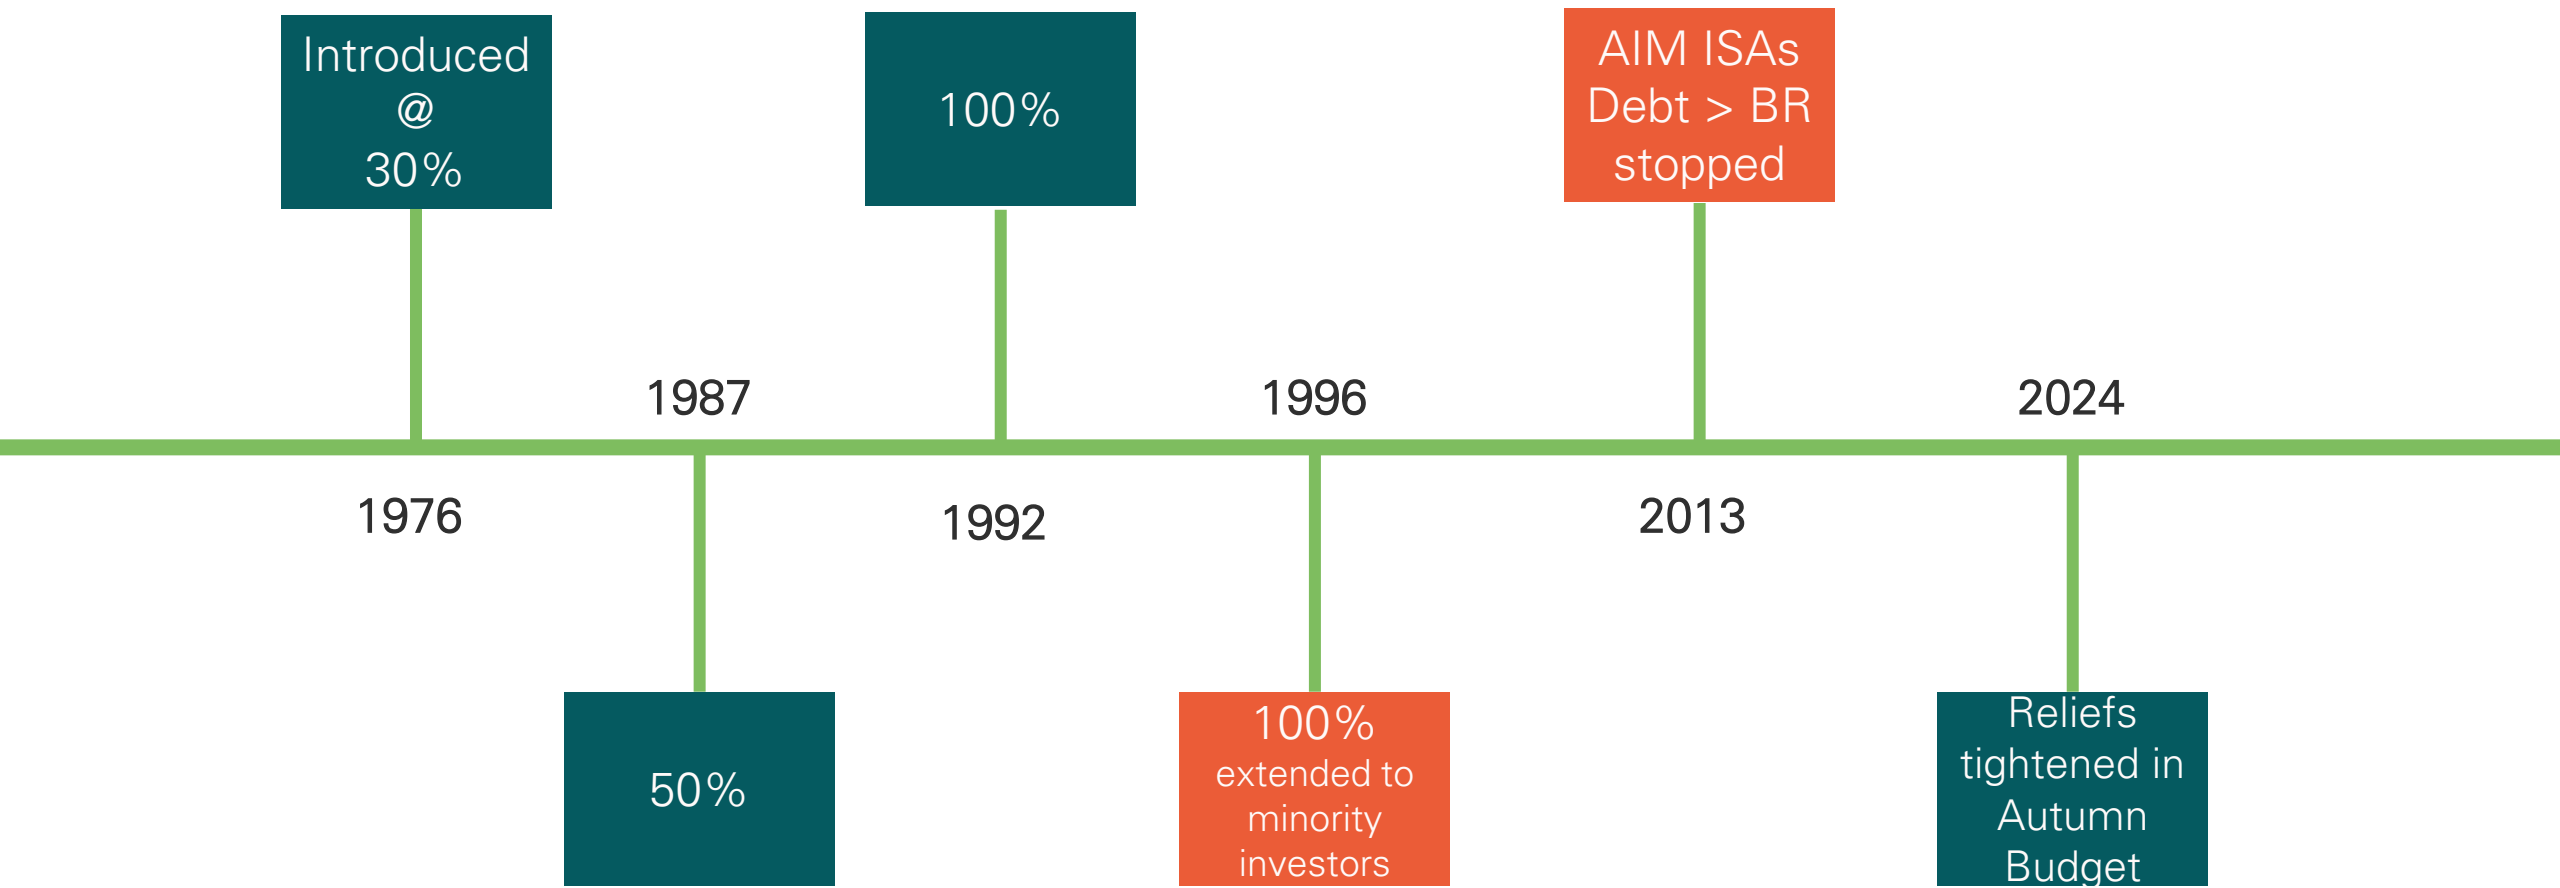 Introduced
@
30%
100%
AIM ISAs
Debt > BR
stopped
1987
1996
2024
1976
1992
2013
50%
100%
extended to
minority
investors
Reliefs
tightened in
Autumn
Budget